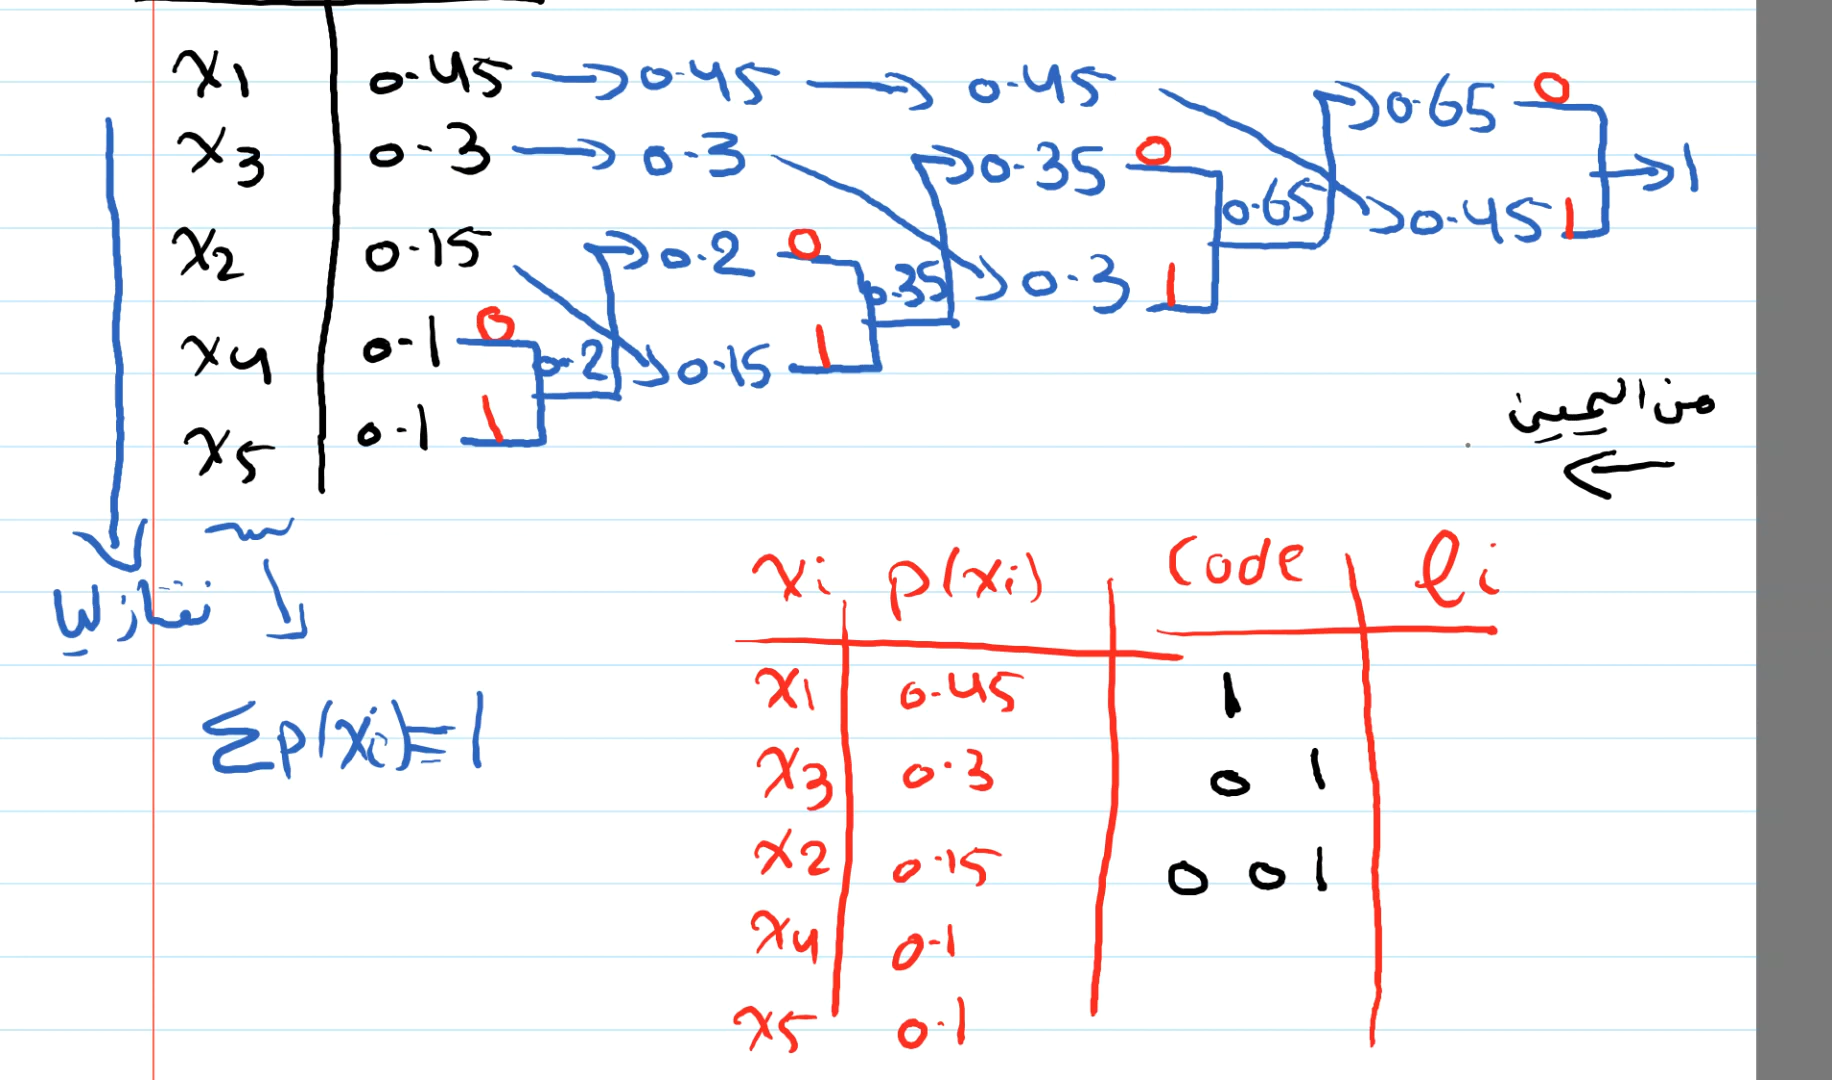 x1 0.45 → 0.45 → 0.45 0.65 0 → 1
x3 0.3 → 0.3 0.35 0 0.65 0.45 1
x2 0.15 0.2 0 0.35 0.3 1
x4 0.1 0 0.2 0.15 1
x5 0.1 1
من اليمين
←
xi p(xi) Code li
Σp(xi)=1
x1 0.45 1
x3 0.3 0 1
x2 0.15 0 0 1
x4 0.1
x5 0.1